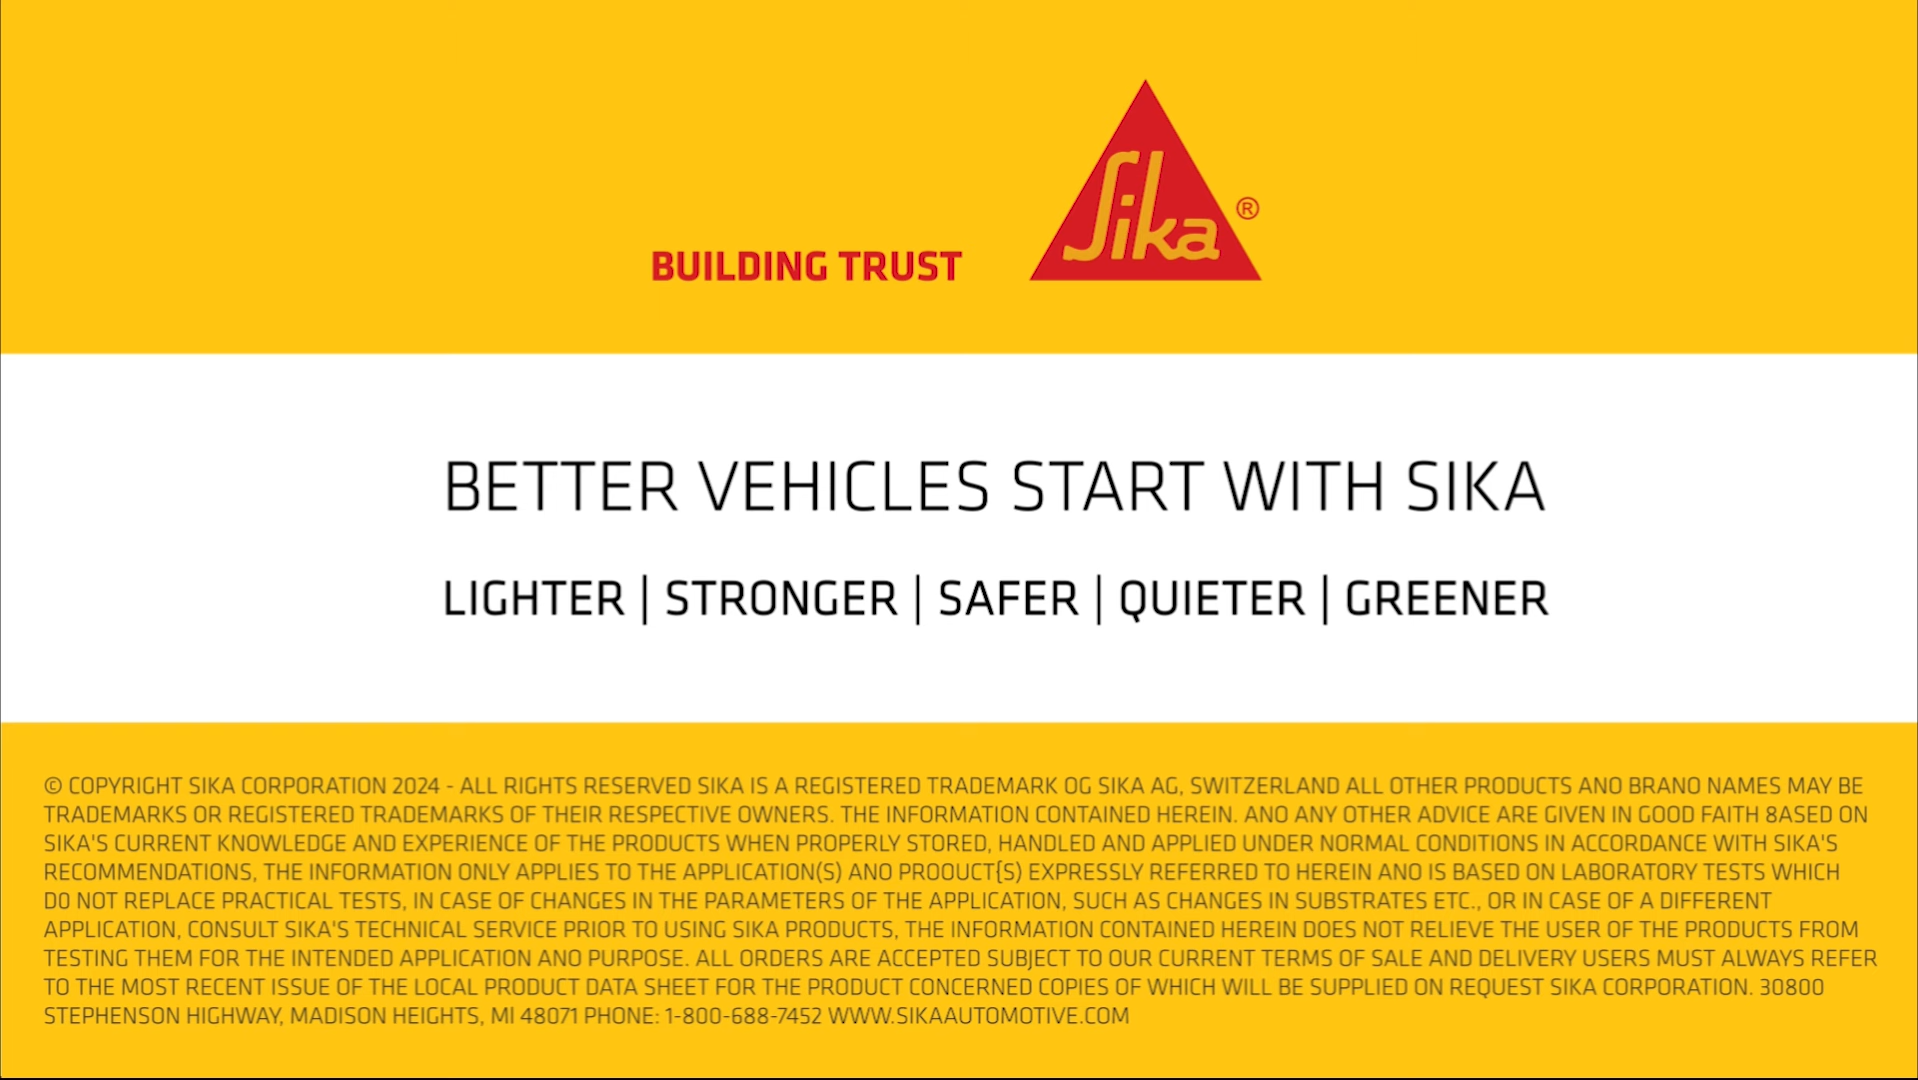 Sika®
BUILDING TRUST
BETTER VEHICLES START WITH SIKA
LIGHTER | STRONGER | SAFER | QUIETER | GREENER
© COPYRIGHT SIKA CORPORATION 2024 - ALL RIGHTS RESERVED SIKA IS A REGISTERED TRADEMARK OG SIKA AG, SWITZERLAND ALL OTHER PRODUCTS ANO BRANO NAMES MAY BE
TRADEMARKS OR REGISTERED TRADEMARKS OF THEIR RESPECTIVE OWNERS. THE INFORMATION CONTAINED HEREIN. ANO ANY OTHER ADVICE ARE GIVEN IN GOOD FAITH 8ASED ON
SIKA'S CURRENT KNOWLEDGE AND EXPERIENCE OF THE PRODUCTS WHEN PROPERLY STORED, HANDLED AND APPLIED UNDER NORMAL CONDITIONS IN ACCORDANCE WITH SIKA'S
RECOMMENDATIONS, THE INFORMATION ONLY APPLIES TO THE APPLICATION(S) ANO PROOUCT{S) EXPRESSLY REFERRED TO HEREIN ANO IS BASED ON LABORATORY TESTS WHICH
DO NOT REPLACE PRACTICAL TESTS, IN CASE OF CHANGES IN THE PARAMETERS OF THE APPLICATION, SUCH AS CHANGES IN SUBSTRATES ETC., OR IN CASE OF A DIFFERENT
APPLICATION, CONSULT SIKA'S TECHNICAL SERVICE PRIOR TO USING SIKA PRODUCTS, THE INFORMATION CONTAINED HEREIN DOES NOT RELIEVE THE USER OF THE PRODUCTS FROM
TESTING THEM FOR THE INTENDED APPLICATION ANO PURPOSE. ALL ORDERS ARE ACCEPTED SUBJECT TO OUR CURRENT TERMS OF SALE AND DELIVERY USERS MUST ALWAYS REFER
TO THE MOST RECENT ISSUE OF THE LOCAL PRODUCT DATA SHEET FOR THE PRODUCT CONCERNED COPIES OF WHICH WILL BE SUPPLIED ON REQUEST SIKA CORPORATION. 30800
STEPHENSON HIGHWAY, MADISON HEIGHTS, MI 48071 PHONE: 1-800-688-7452 WWW.SIKAAUTOMOTIVE.COM